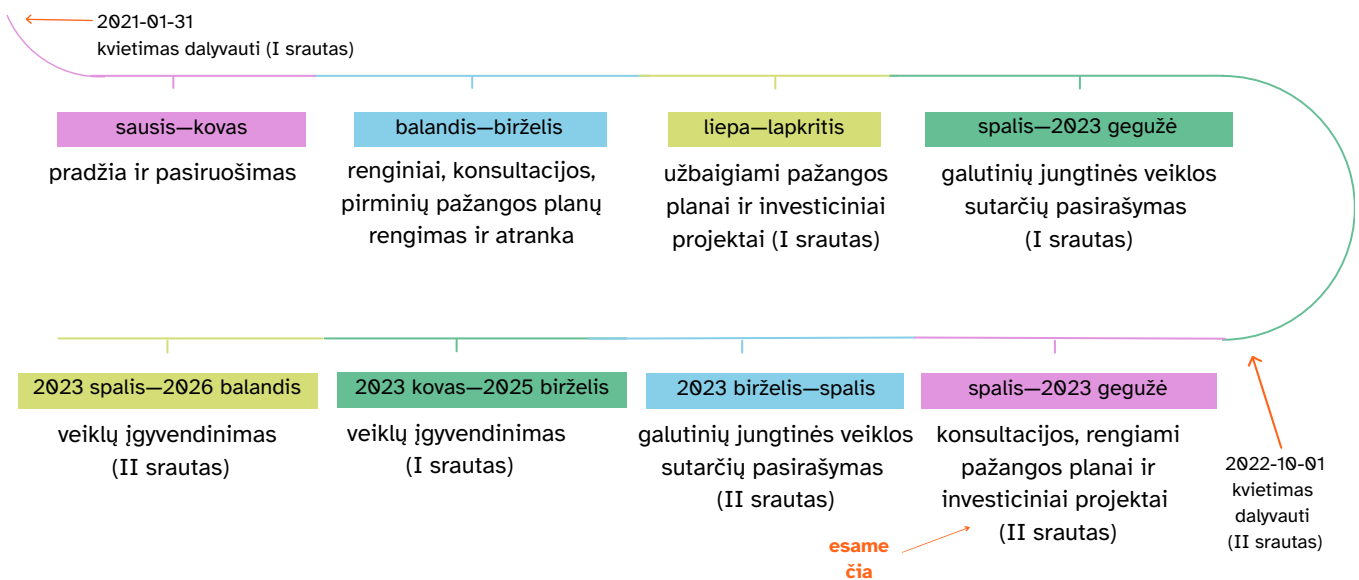 2021-01-31
kvietimas dalyvauti (I srautas)
sausis—kovas
pradžia ir pasiruošimas
balandis—birželis
renginiai, konsultacijos,
pirminių pažangos planų
rengimas ir atranka
liepa—lapkritis
užbaigiami pažangos
planai ir investiciniai
projektai (I srautas)
spalis—2023 gegužė
galutinių jungtinės veiklos
sutarčių pasirašymas
(I srautas)
2022-10-01
kvietimas
dalyvauti
(II srautas)
spalis—2023 gegužė
konsultacijos, rengiami
pažangos planai ir
investiciniai projektai
(II srautas)
esame
čia
2023 birželis—spalis
galutinių jungtinės veiklos
sutarčių pasirašymas
(II srautas)
2023 kovas—2025 birželis
veiklų įgyvendinimas
(I srautas)
2023 spalis—2026 balandis
veiklų įgyvendinimas
(II srautas)